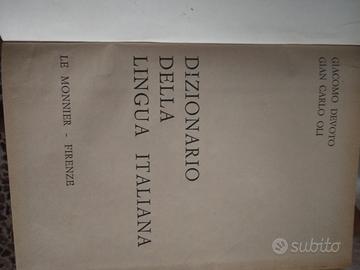 GIACOMO DEVOTO
GIAN CARLO OLI
DIZIONARIO
DELLA
LINGUA ITALIANA
LE MONNIER - FIRENZE
subito